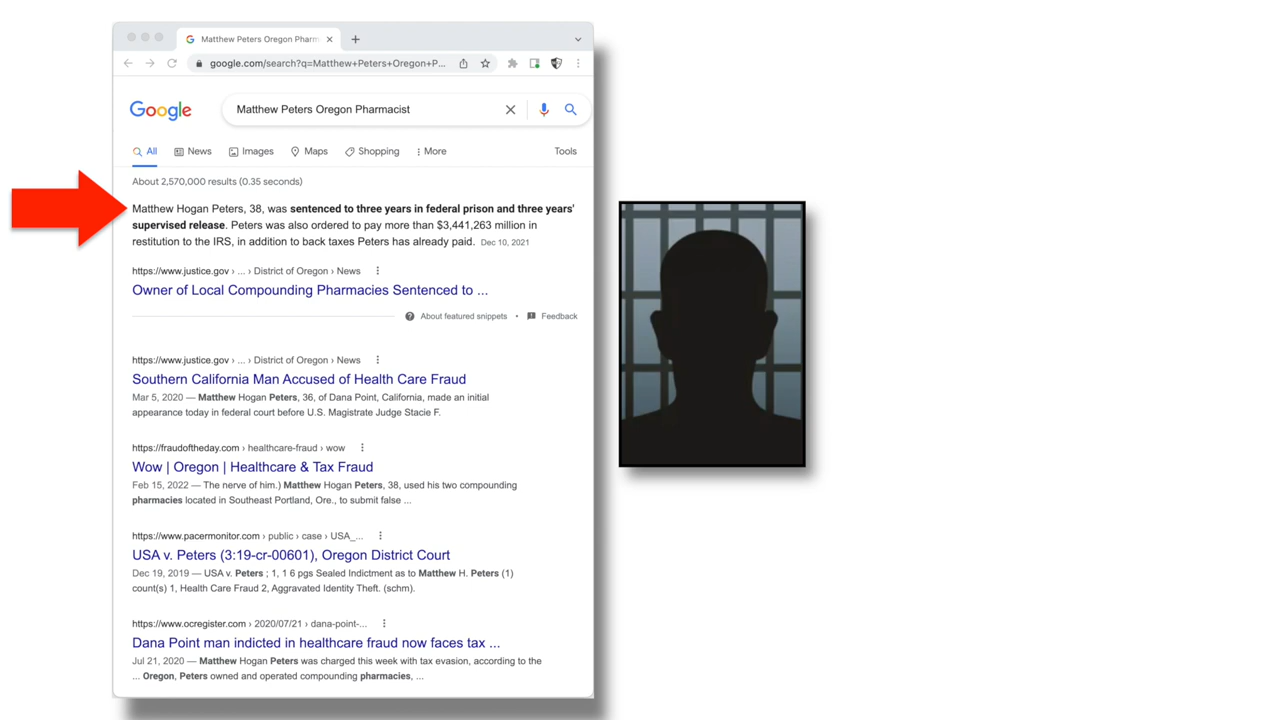 Matthew Peters Oregon Pharm
google.com/search?q=Matthew+Peters+Oregon+P...
Google
Matthew Peters Oregon Pharmacist
All News Images Maps Shopping More Tools
About 2,570,000 results (0.35 seconds)
Matthew Hogan Peters, 38, was sentenced to three years in federal prison and three years'
supervised release. Peters was also ordered to pay more than $3,441,263 million in
restitution to the IRS, in addition to back taxes Peters has already paid. Dec 10, 2021
https://www.justice.gov › ... › District of Oregon › News
Owner of Local Compounding Pharmacies Sentenced to ...
About featured snippets • Feedback
https://www.justice.gov › ... › District of Oregon › News
Southern California Man Accused of Health Care Fraud
Mar 5, 2020 — Matthew Hogan Peters, 36, of Dana Point, California, made an initial
appearance today in federal court before U.S. Magistrate Judge Stacie F.
https://fraudoftheday.com › healthcare-fraud › wow
Wow | Oregon | Healthcare & Tax Fraud
Feb 15, 2022 — The nerve of him.) Matthew Hogan Peters, 38, used his two compounding
pharmacies located in Southeast Portland, Ore., to submit false ...
https://www.pacermonitor.com › public › case › USA_...
USA v. Peters (3:19-cr-00601), Oregon District Court
Dec 19, 2019 — USA v. Peters ; 1, 1 6 pgs Sealed Indictment as to Matthew H. Peters (1)
count(s) 1, Health Care Fraud 2, Aggravated Identity Theft. (schm).
https://www.ocregister.com › 2020/07/21 › dana-point-...
Dana Point man indicted in healthcare fraud now faces tax ...
Jul 21, 2020 — Matthew Hogan Peters was charged this week with tax evasion, according to the
... Oregon, Peters owned and operated compounding pharmacies, ...